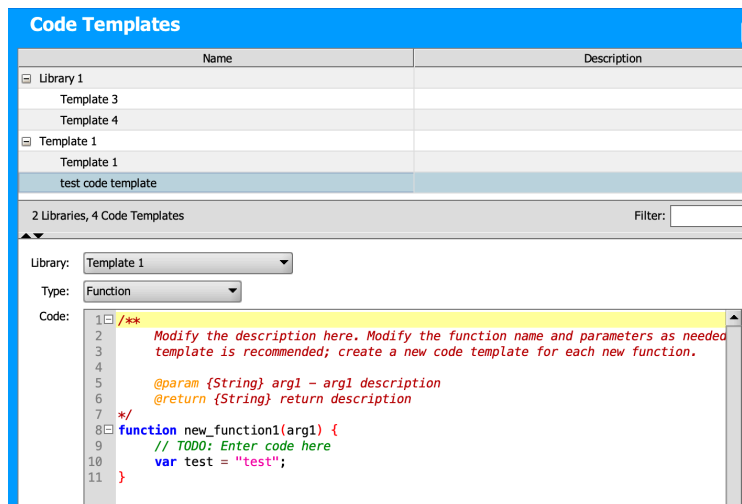 Code Templates
Name Description
Library 1
Template 3
Template 4
Template 1
Template 1
test code template
2 Libraries, 4 Code Templates Filter:
Library: Template 1
Type: Function
Code:
1 /**
2 Modify the description here. Modify the function name and parameters as needed
3 template is recommended; create a new code template for each new function.
4
5 @param {String} arg1 - arg1 description
6 @return {String} return description
7 */
8 function new_function1(arg1) {
9 // TODO: Enter code here
10 var test = "test";
11 }